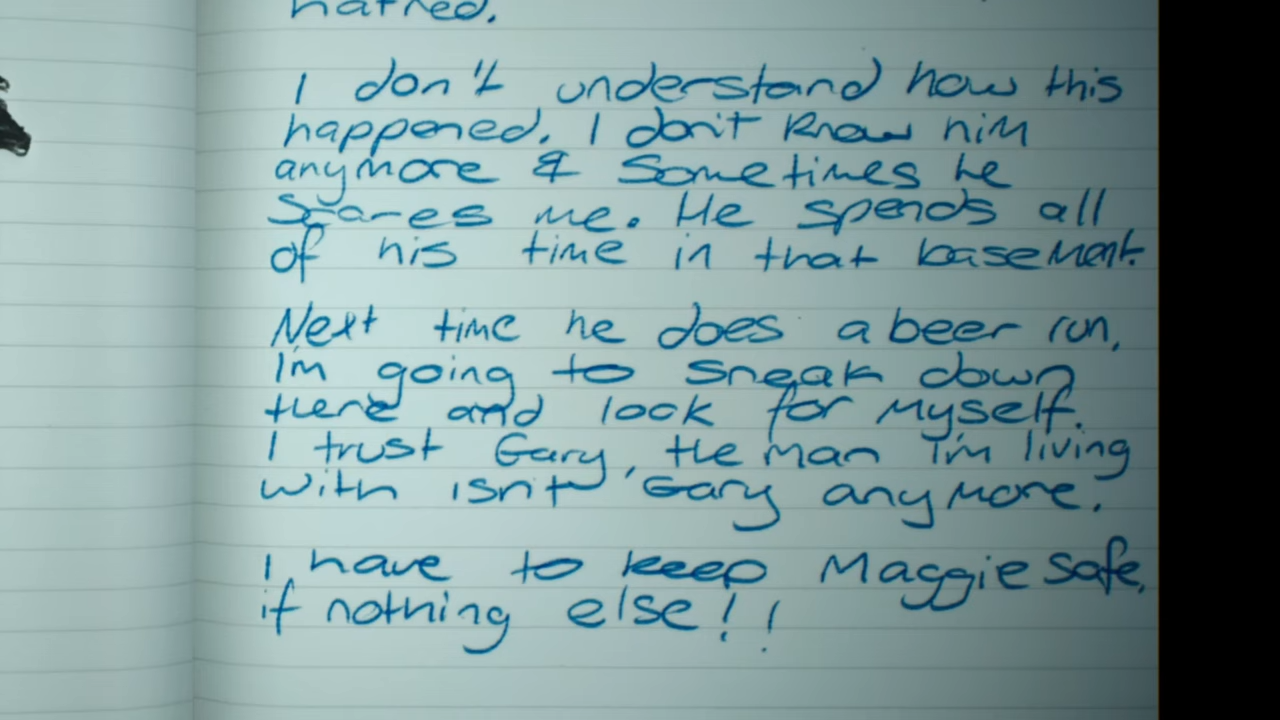 hatred.
I don't understand how this
happened. I don't know him
anymore & sometimes he
scares me. He spends all
of his time in that basement.
Next time he does a beer run,
I'm going to sneak down
there and look for myself.
I trust Gary, the man I'm living
with isn't Gary anymore.
I have to keep Maggie safe,
if nothing else!!